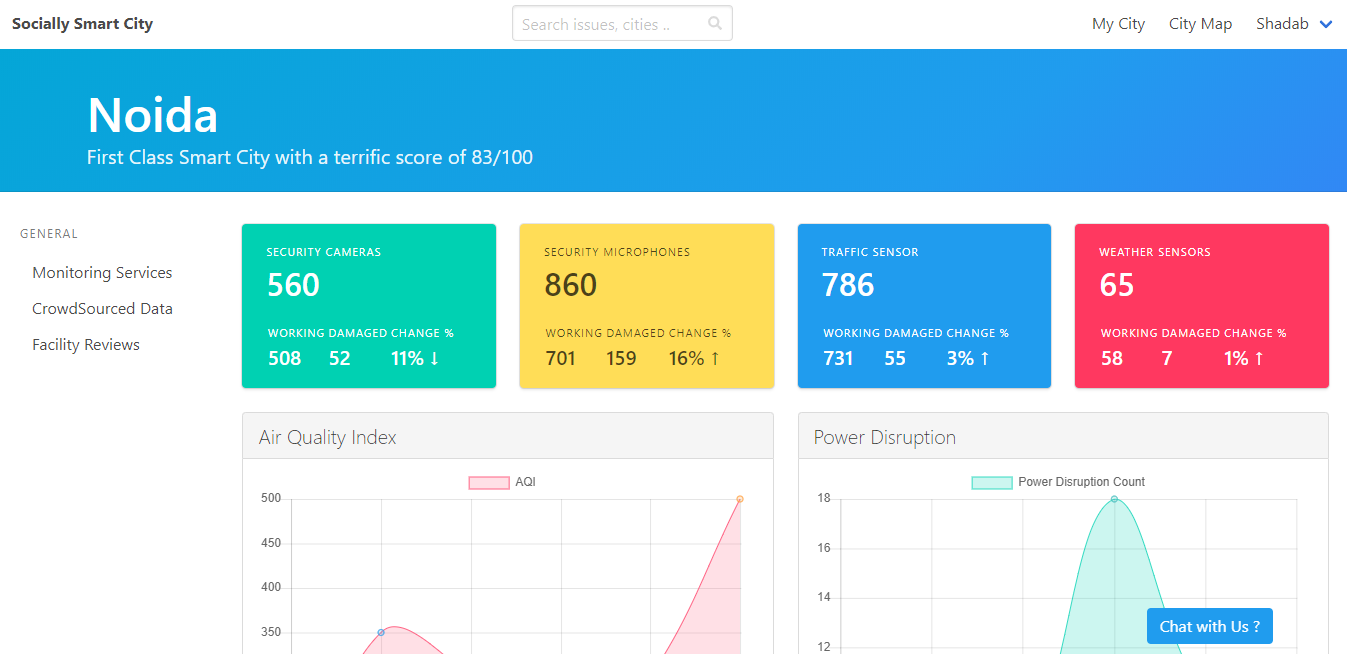 Socially Smart City
Search issues, cities ..
My City City Map Shadab
Noida
First Class Smart City with a terrific score of 83/100
GENERAL
Monitoring Services
CrowdSourced Data
Facility Reviews
SECURITY CAMERAS
560
WORKING DAMAGED CHANGE %
508 52 11% ↓
SECURITY MICROPHONES
860
WORKING DAMAGED CHANGE %
701 159 16% ↑
TRAFFIC SENSOR
786
WORKING DAMAGED CHANGE %
731 55 3% ↑
WEATHER SENSORS
65
WORKING DAMAGED CHANGE %
58 7 1% ↑
Air Quality Index
AQI
500
450
400
350
Power Disruption
Power Disruption Count
18
16
14
12
Chat with Us ?